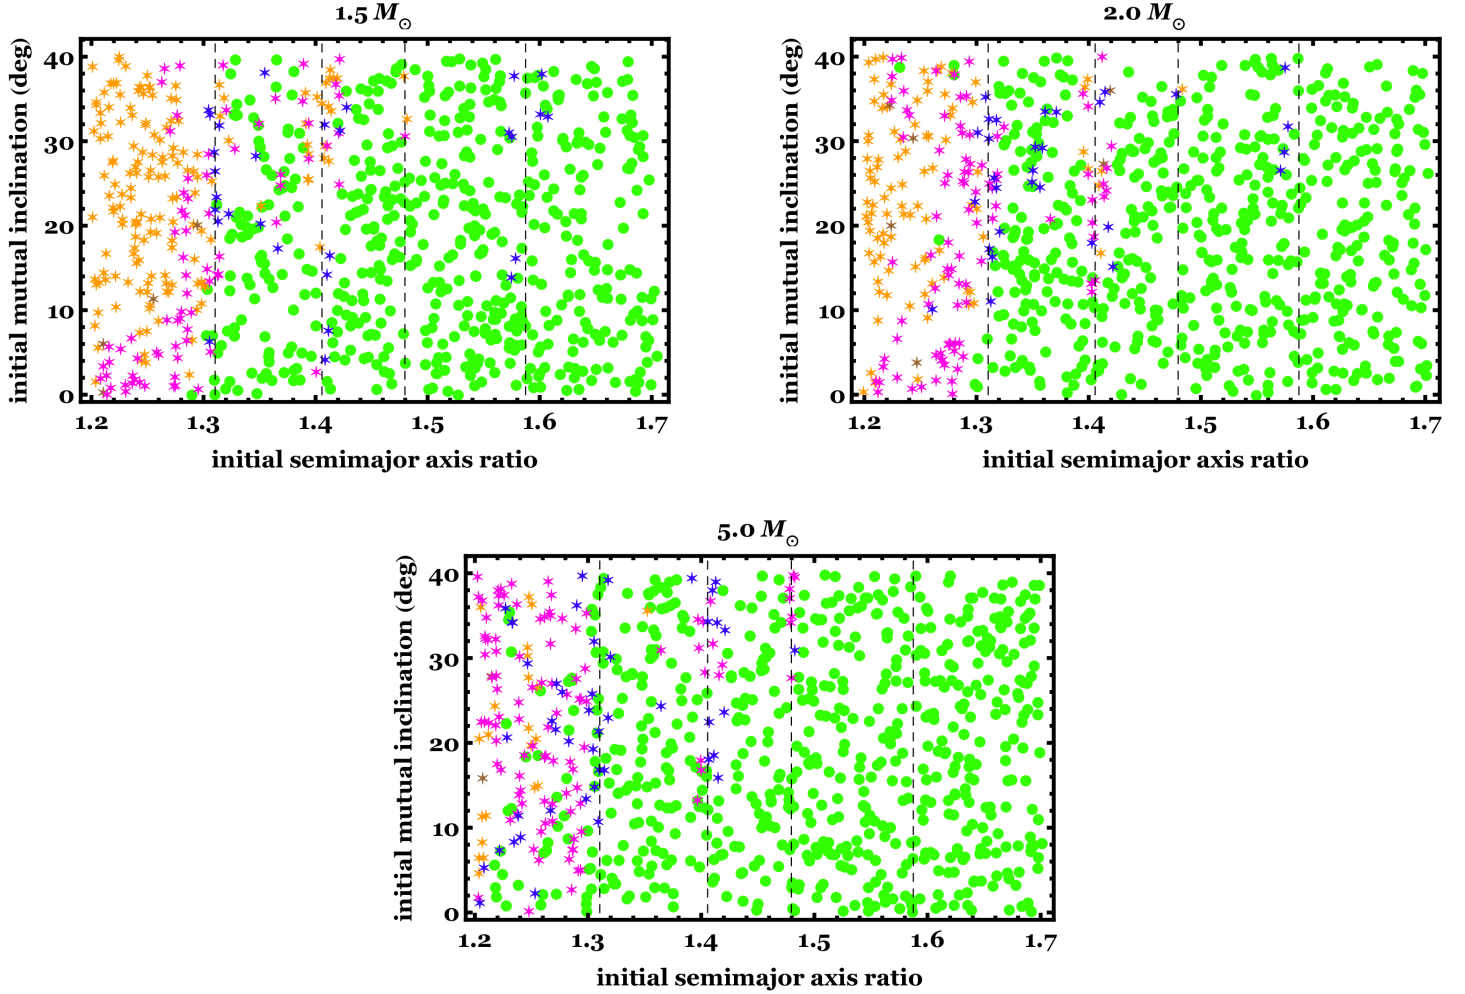 1.5 M⊙
initial mutual inclination (deg)
40
30
20
10
0
1.2 1.3 1.4 1.5 1.6 1.7
initial semimajor axis ratio
2.0 M⊙
initial mutual inclination (deg)
40
30
20
10
0
1.2 1.3 1.4 1.5 1.6 1.7
initial semimajor axis ratio
5.0 M⊙
initial mutual inclination (deg)
40
30
20
10
0
1.2 1.3 1.4 1.5 1.6 1.7
initial semimajor axis ratio